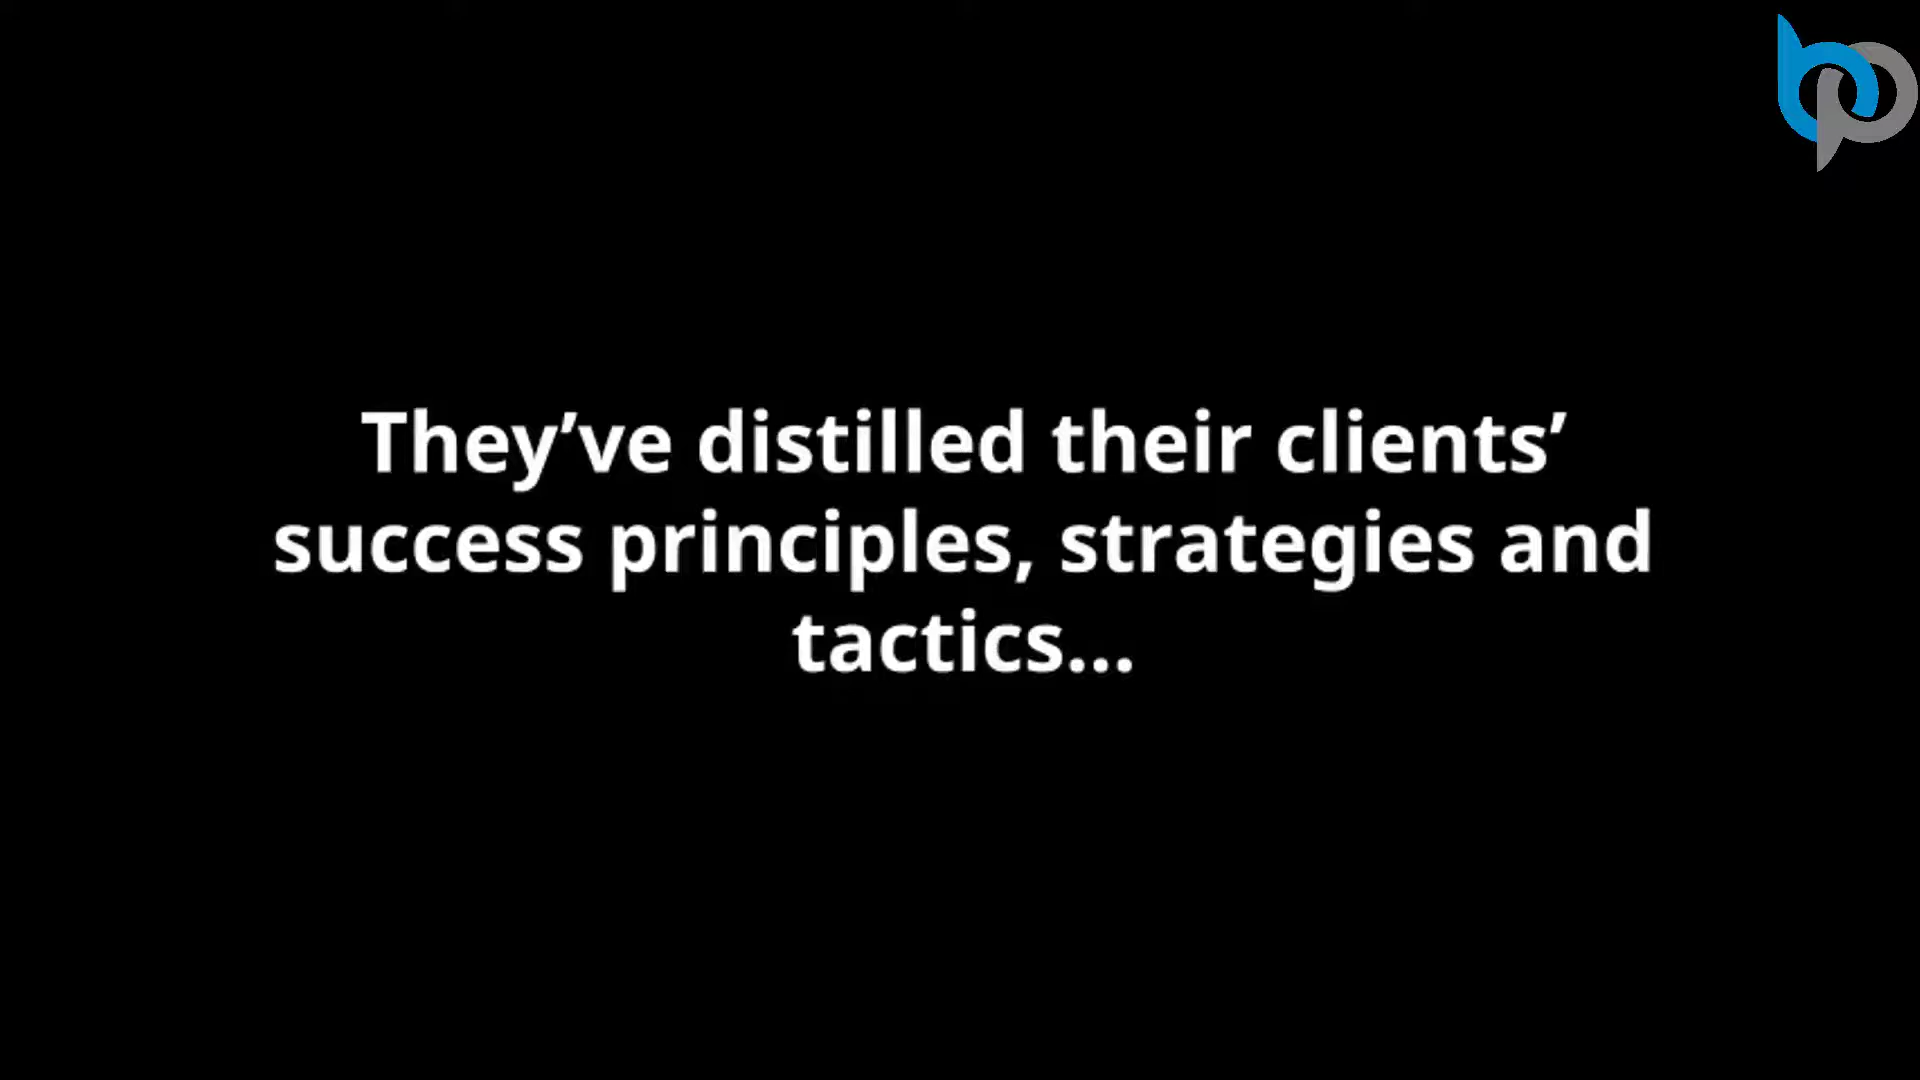 They’ve distilled their clients’
success principles, strategies and
tactics...